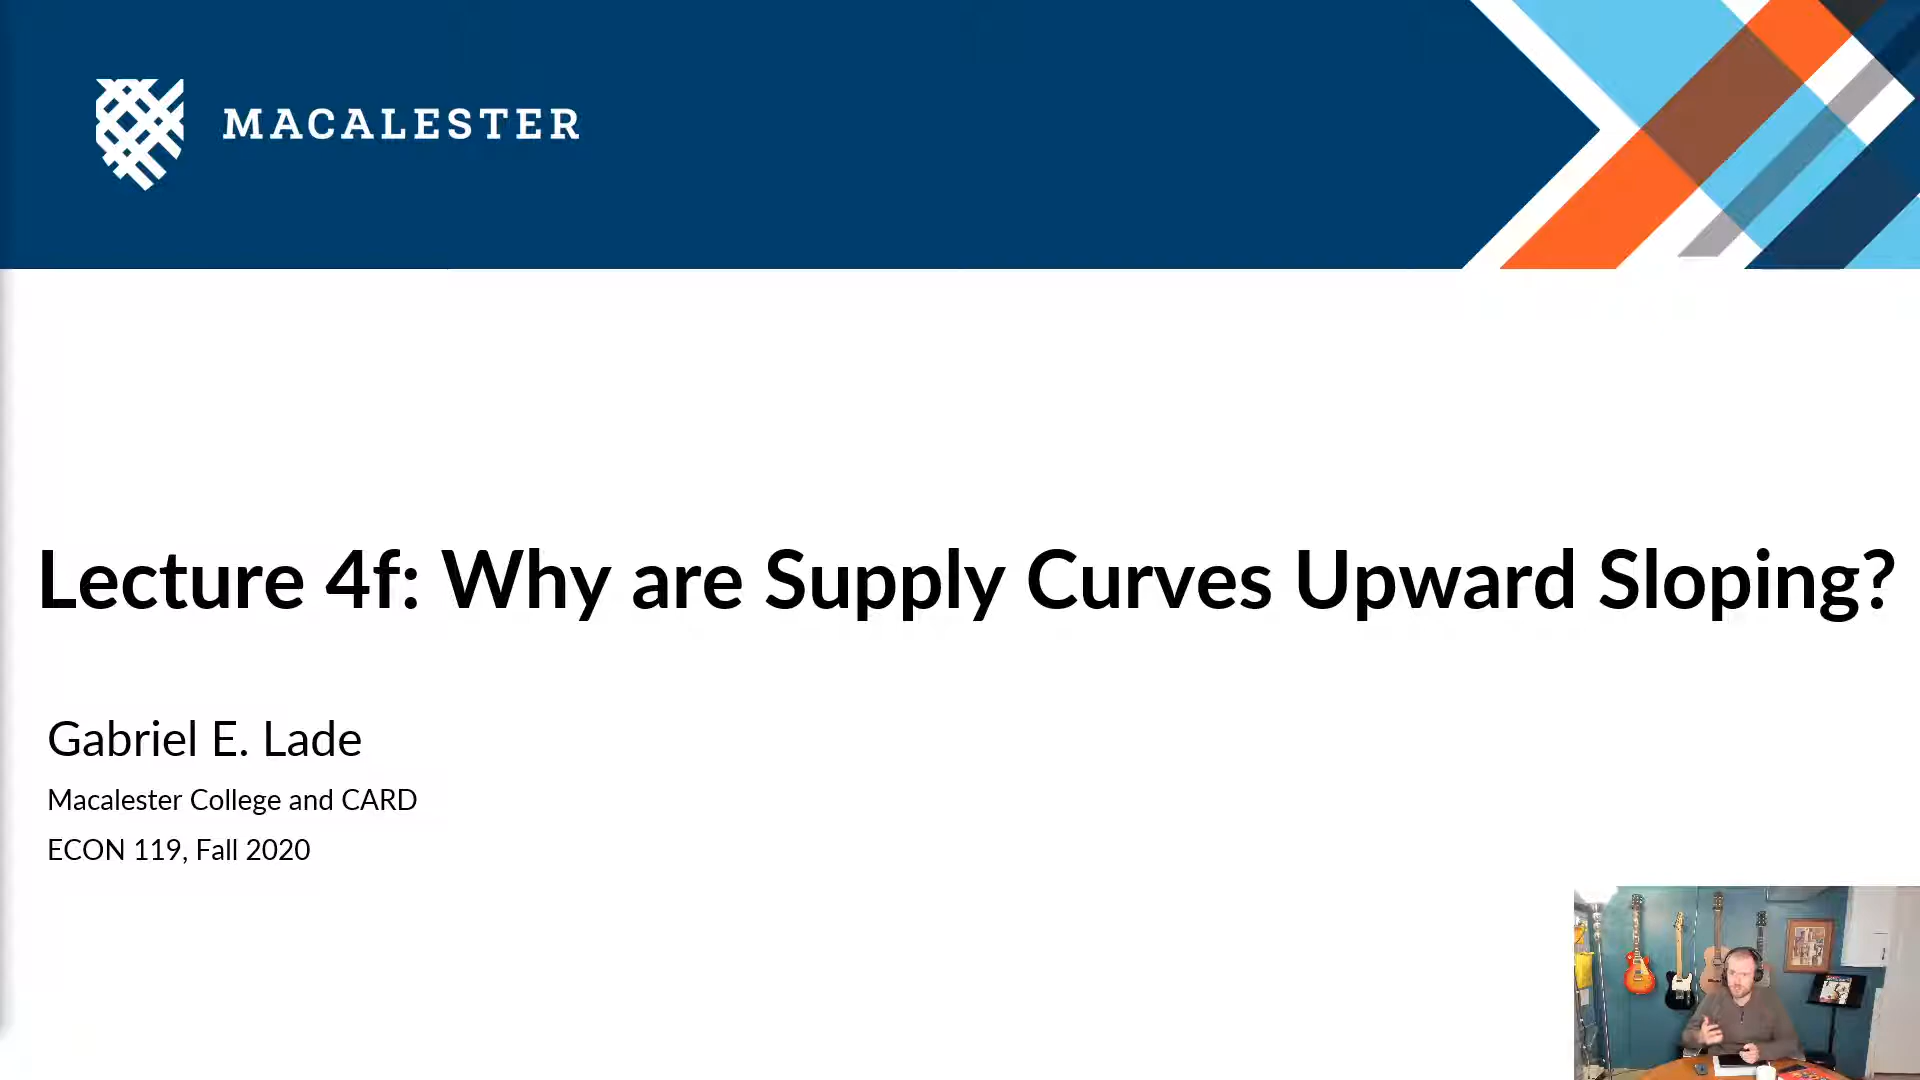 MACALESTER
Lecture 4f: Why are Supply Curves Upward Sloping?
Gabriel E. Lade
Macalester College and CARD
ECON 119, Fall 2020